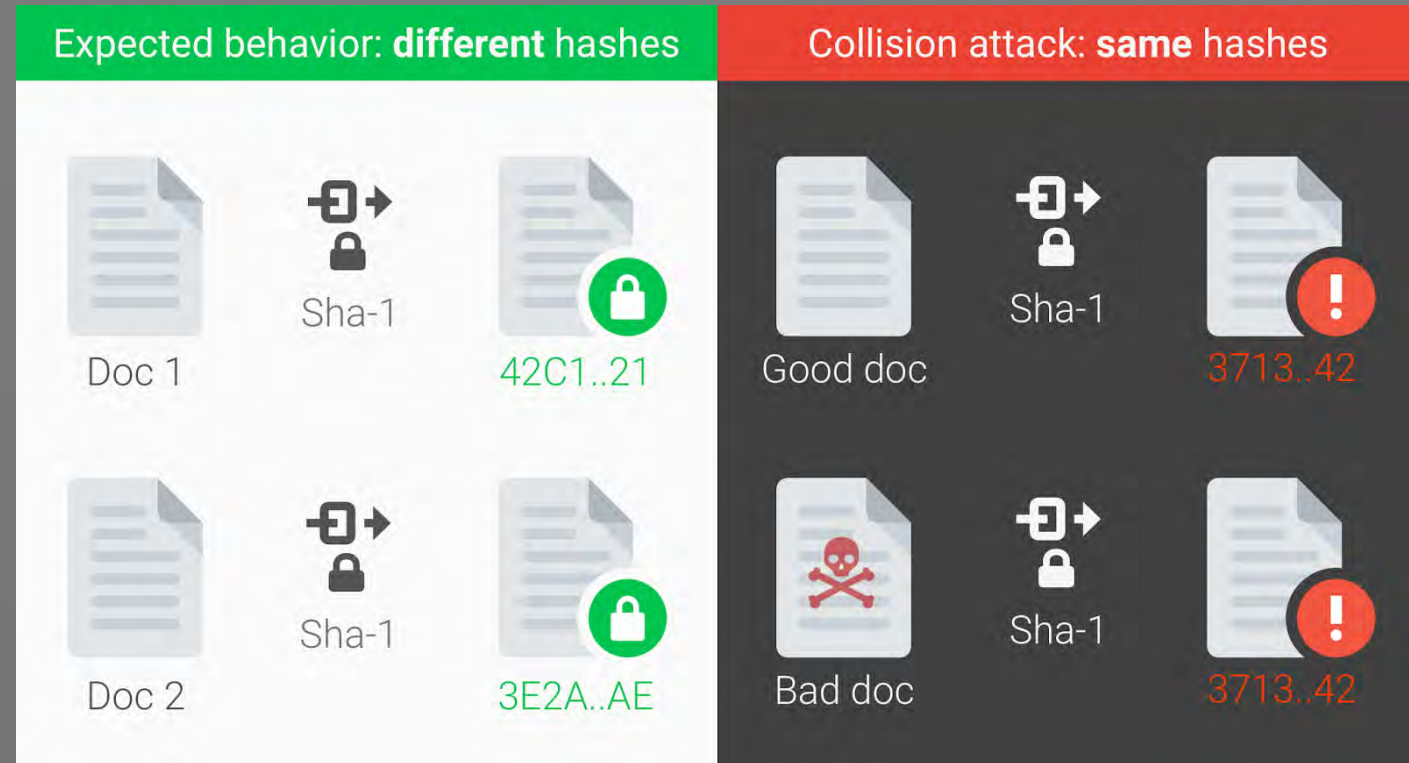 Expected behavior: different hashes
Sha-1
Doc 1
42C1..21
Sha-1
Doc 2
3E2A..AE
Collision attack: same hashes
Sha-1
Good doc
3713..42
Sha-1
Bad doc
3713..42